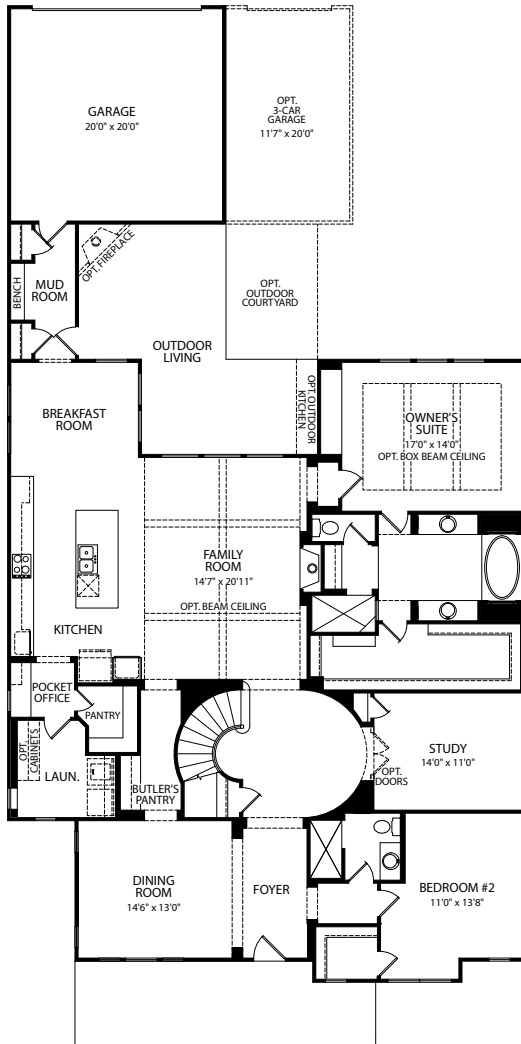 GARAGE
20'0" x 20'0"
OPT.
3-CAR
GARAGE
11'7" x 20'0"
OPT. FIREPLACE
BENCH
MUD
ROOM
OPT.
OUTDOOR
COURTYARD
OUTDOOR
LIVING
OPT. OUTDOOR
KITCHEN
BREAKFAST
ROOM
OWNER'S
SUITE
17'0" x 14'0"
OPT. BOX BEAM CEILING
FAMILY
ROOM
14'7" x 20'11"
OPT. BEAM CEILING
KITCHEN
POCKET
OFFICE
PANTRY
OPT.
CABINETS
LAUN.
BUTLER'S
PANTRY
STUDY
14'0" x 11'0"
OPT.
DOORS
DINING
ROOM
14'6" x 13'0"
FOYER
BEDROOM #2
11'0" x 13'8"